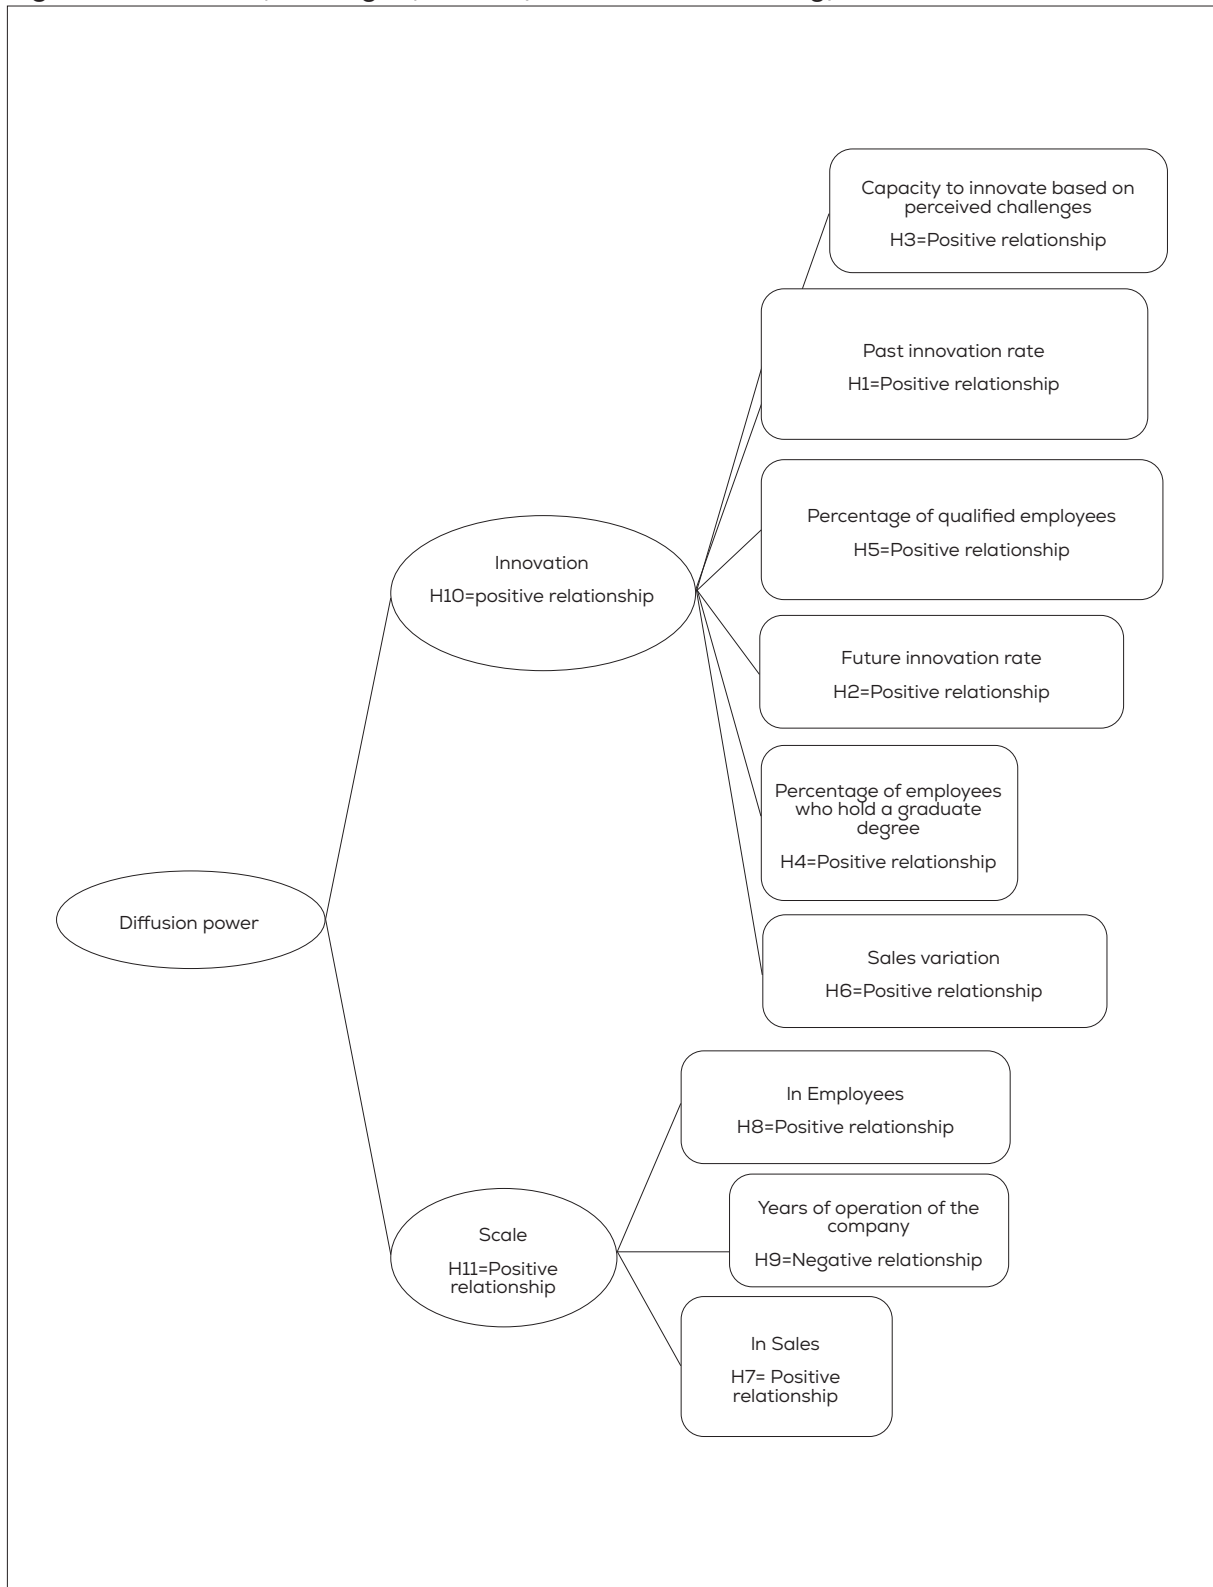 Capacity to innovate based on
perceived challenges
H3=Positive relationship
Past innovation rate
H1=Positive relationship
Percentage of qualified employees
H5=Positive relationship
Innovation
H10=positive relationship
Future innovation rate
H2=Positive relationship
Percentage of employees
who hold a graduate
degree
H4=Positive relationship
Diffusion power
Sales variation
H6=Positive relationship
In Employees
H8=Positive relationship
Years of operation of the
company
H9=Negative relationship
Scale
H11=Positive
relationship
In Sales
H7= Positive
relationship